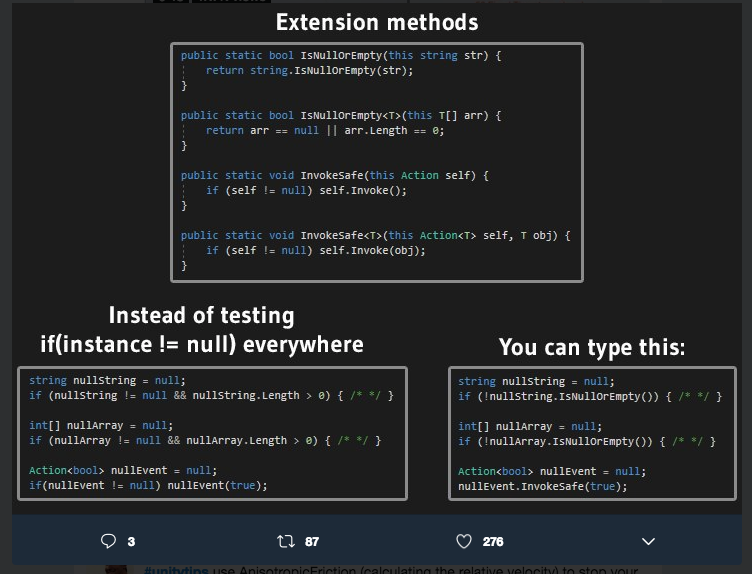 Extension methods
public static bool IsNullOrEmpty(this string str) {
return string.IsNullOrEmpty(str);
}
public static bool IsNullOrEmpty<T>(this T[] arr) {
return arr == null || arr.Length == 0;
}
public static void InvokeSafe(this Action self) {
if (self != null) self.Invoke();
}
public static void InvokeSafe<T>(this Action<T> self, T obj) {
if (self != null) self.Invoke(obj);
}
Instead of testing
if(instance != null) everywhere
string nullString = null;
if (nullString != null && nullString.Length > 0) { /* */ }
int[] nullArray = null;
if (nullArray != null && nullArray.Length > 0) { /* */ }
Action<bool> nullEvent = null;
if(nullEvent != null) nullEvent(true);
You can type this:
string nullString = null;
if (!nullString.IsNullOrEmpty()) { /* */ }
int[] nullArray = null;
if (!nullArray.IsNullOrEmpty()) { /* */ }
Action<bool> nullEvent = null;
nullEvent.InvokeSafe(true);
3 87 276
#unitytips use AnisotropicFriction (calculating the relative velocity) to stop your